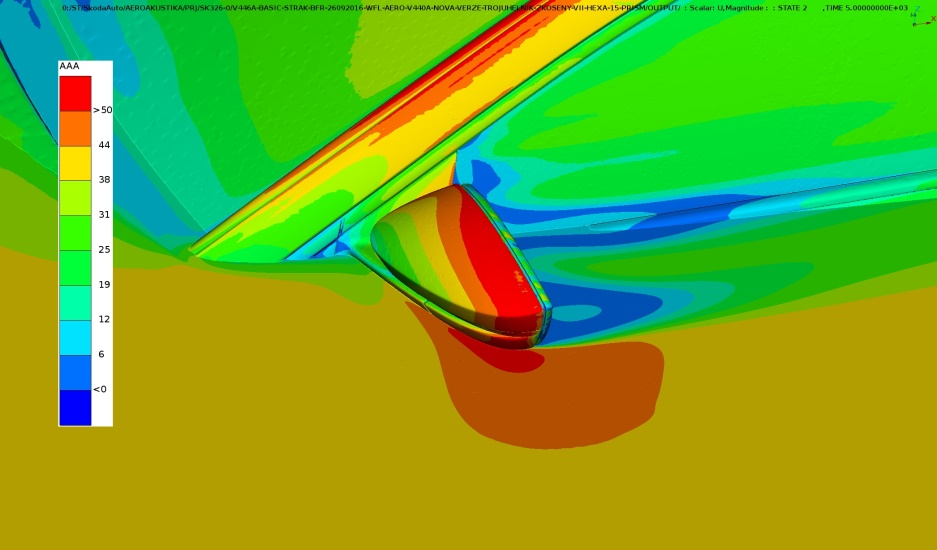 0:/ST/SkodaAuto/AEROAKUSTIKA/PRJ/SK326-0/V446A-BASIC-STRAK-BFR-26092016-WFL-AERO-V440A-NOVA-VERZE-TROJUHELNIK-ZKOSENY-VII-HEXA-15-PRISM/OUTPUT/ : Scalar: U,Magnitude : : STATE 2 ,TIME 5.00000000E+03
Z
X
AAA
>50
44
38
31
25
19
12
6
<0